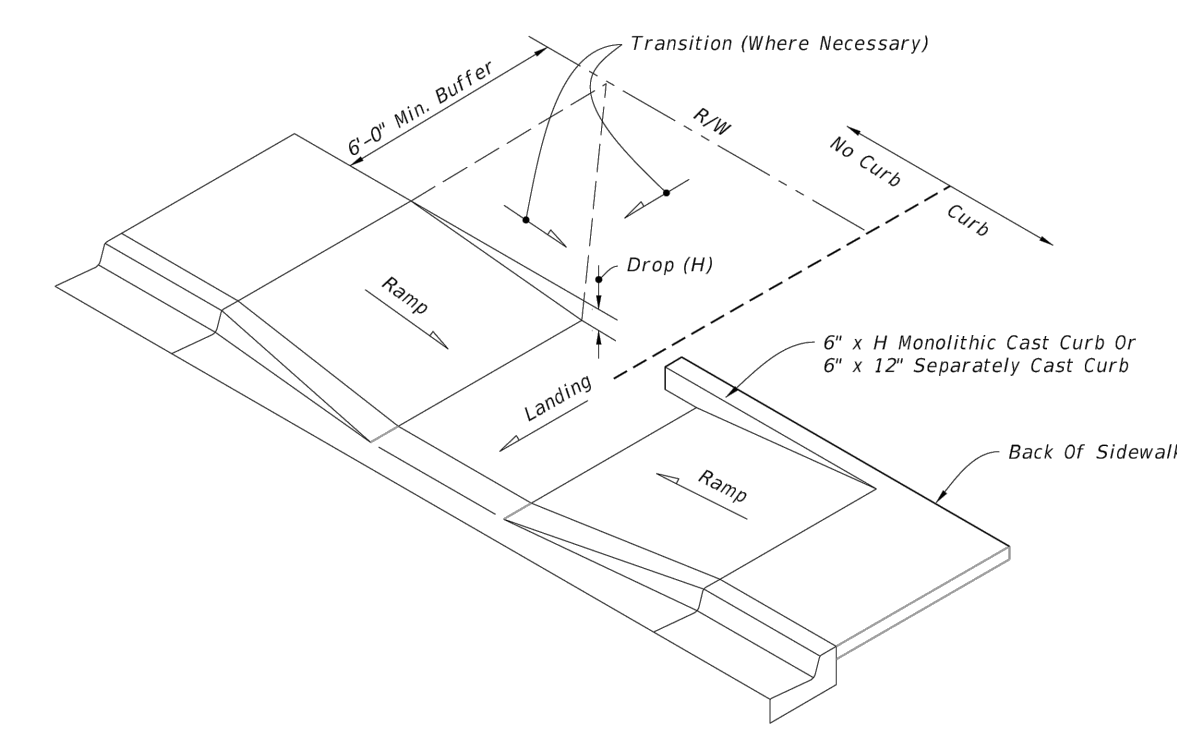 Transition (Where Necessary)
6'-0" Min. Buffer
R/W
No Curb
Curb
Drop (H)
Ramp
6" x H Monolithic Cast Curb Or
6" x 12" Separately Cast Curb
Landing
Back Of Sidewalk
Ramp